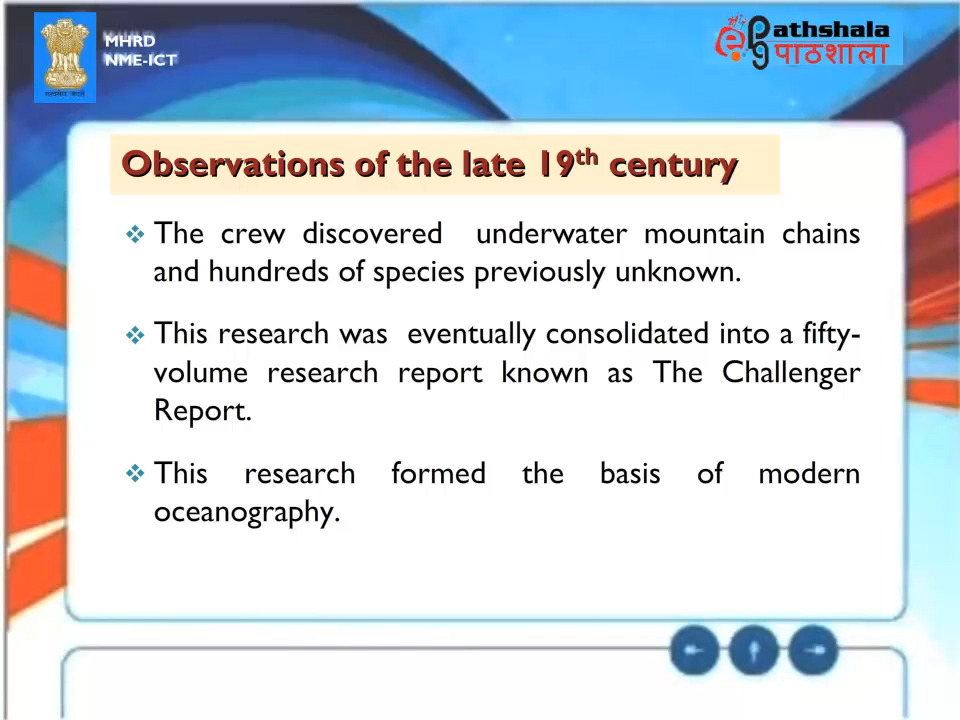 MHRD
NME-ICT
ePathshala
पाठशाला
Observations of the late 19th century
❖ The crew discovered underwater mountain chains
and hundreds of species previously unknown.
❖ This research was eventually consolidated into a fifty-
volume research report known as The Challenger
Report.
❖ This research formed the basis of modern
oceanography.